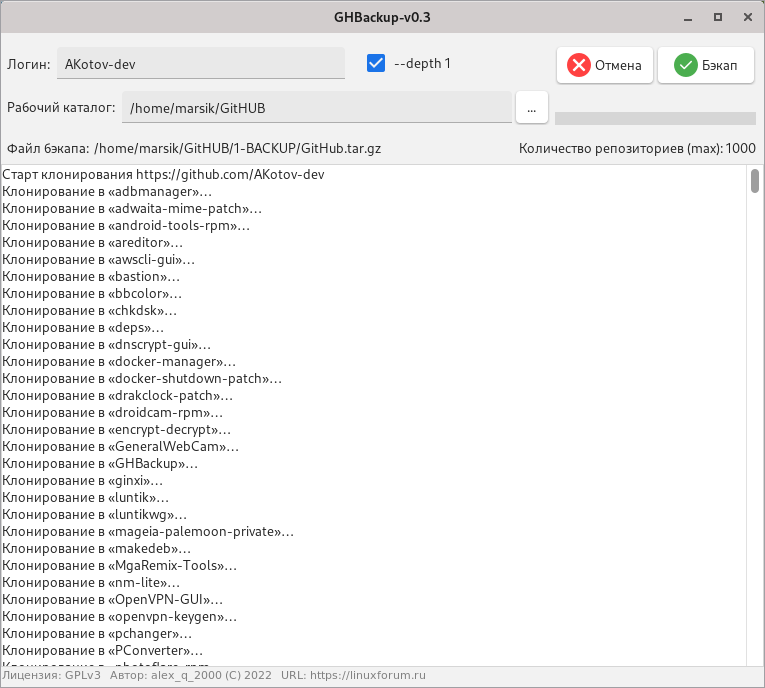 GHBackup-v0.3
Логин: AKotov-dev --depth 1 Отмена Бэкап
Рабочий каталог: /home/marsik/GitHUB ...
Файл бэкапа: /home/marsik/GitHUB/1-BACKUP/GitHub.tar.gz Количество репозиториев (max): 1000
Старт клонирования https://github.com/AKotov-dev
Клонирование в «adbmanager»...
Клонирование в «adwaita-mime-patch»...
Клонирование в «android-tools-rpm»...
Клонирование в «areditor»...
Клонирование в «awscli-gui»...
Клонирование в «bastion»...
Клонирование в «bbcolor»...
Клонирование в «chkdsk»...
Клонирование в «deps»...
Клонирование в «dnscrypt-gui»...
Клонирование в «docker-manager»...
Клонирование в «docker-shutdown-patch»...
Клонирование в «drakclock-patch»...
Клонирование в «droidcam-rpm»...
Клонирование в «encrypt-decrypt»...
Клонирование в «GeneralWebCam»...
Клонирование в «GHBackup»...
Клонирование в «ginxi»...
Клонирование в «luntik»...
Клонирование в «luntikwg»...
Клонирование в «mageia-palemoon-private»...
Клонирование в «makedeb»...
Клонирование в «MgaRemix-Tools»...
Клонирование в «nm-lite»...
Клонирование в «OpenVPN-GUI»...
Клонирование в «openvpn-keygen»...
Клонирование в «pchanger»...
Клонирование в «PConverter»...
Лицензия: GPLv3 Автор: alex_q_2000 (C) 2022 URL: https://linuxforum.ru